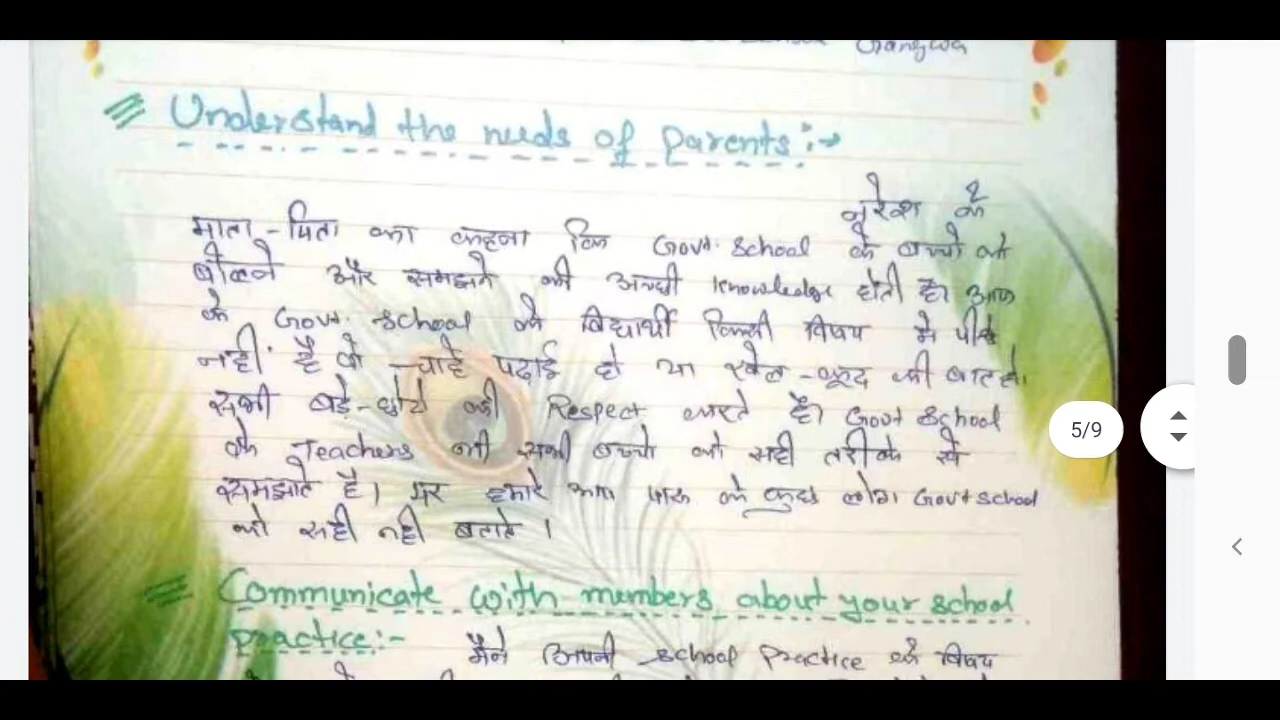 Gangwa
Understand the needs of parents:→
नरेश के
माता-पिता का कहना कि Govt. School के बच्चो को
बोलने और समझने की अच्छी knowledge होती है। आज
के Govt. School के विद्यार्थी किसी विषय मे पीछे
नहीं है वो चाहे पढाई हो या खेल-कूद की बात हो।
सभी बडे-छोटे की Respect करते है। Govt School
के Teachers भी सभी बच्चो को सही तरीके से
समझाते है। पर हमारे आस पास के कुछ लोग Govt School
को सही नही बताते ।
Communicate with members about your school
practice:-
मैने अपनी School Practice के विषय
5/9